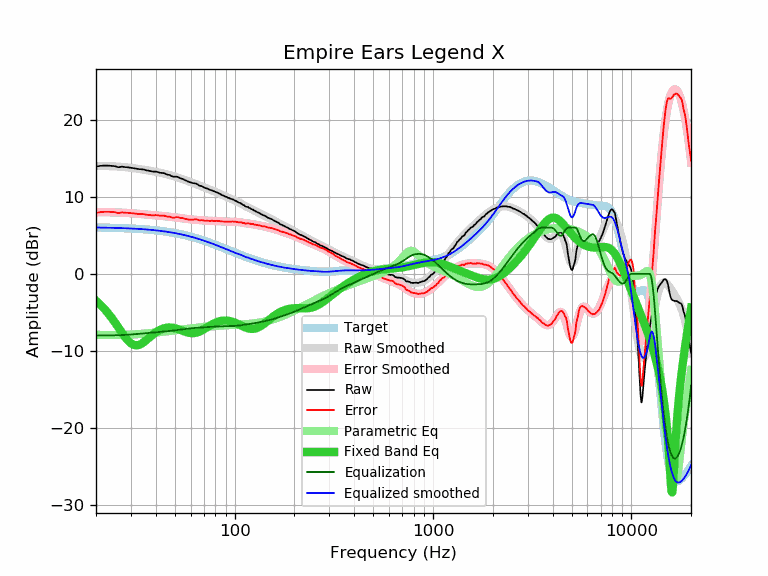 Empire Ears Legend X
Amplitude (dBr)
20
10
0
−10
−20
−30
Target
Raw Smoothed
Error Smoothed
Raw
Error
Parametric Eq
Fixed Band Eq
Equalization
Equalized smoothed
100 1000 10000
Frequency (Hz)